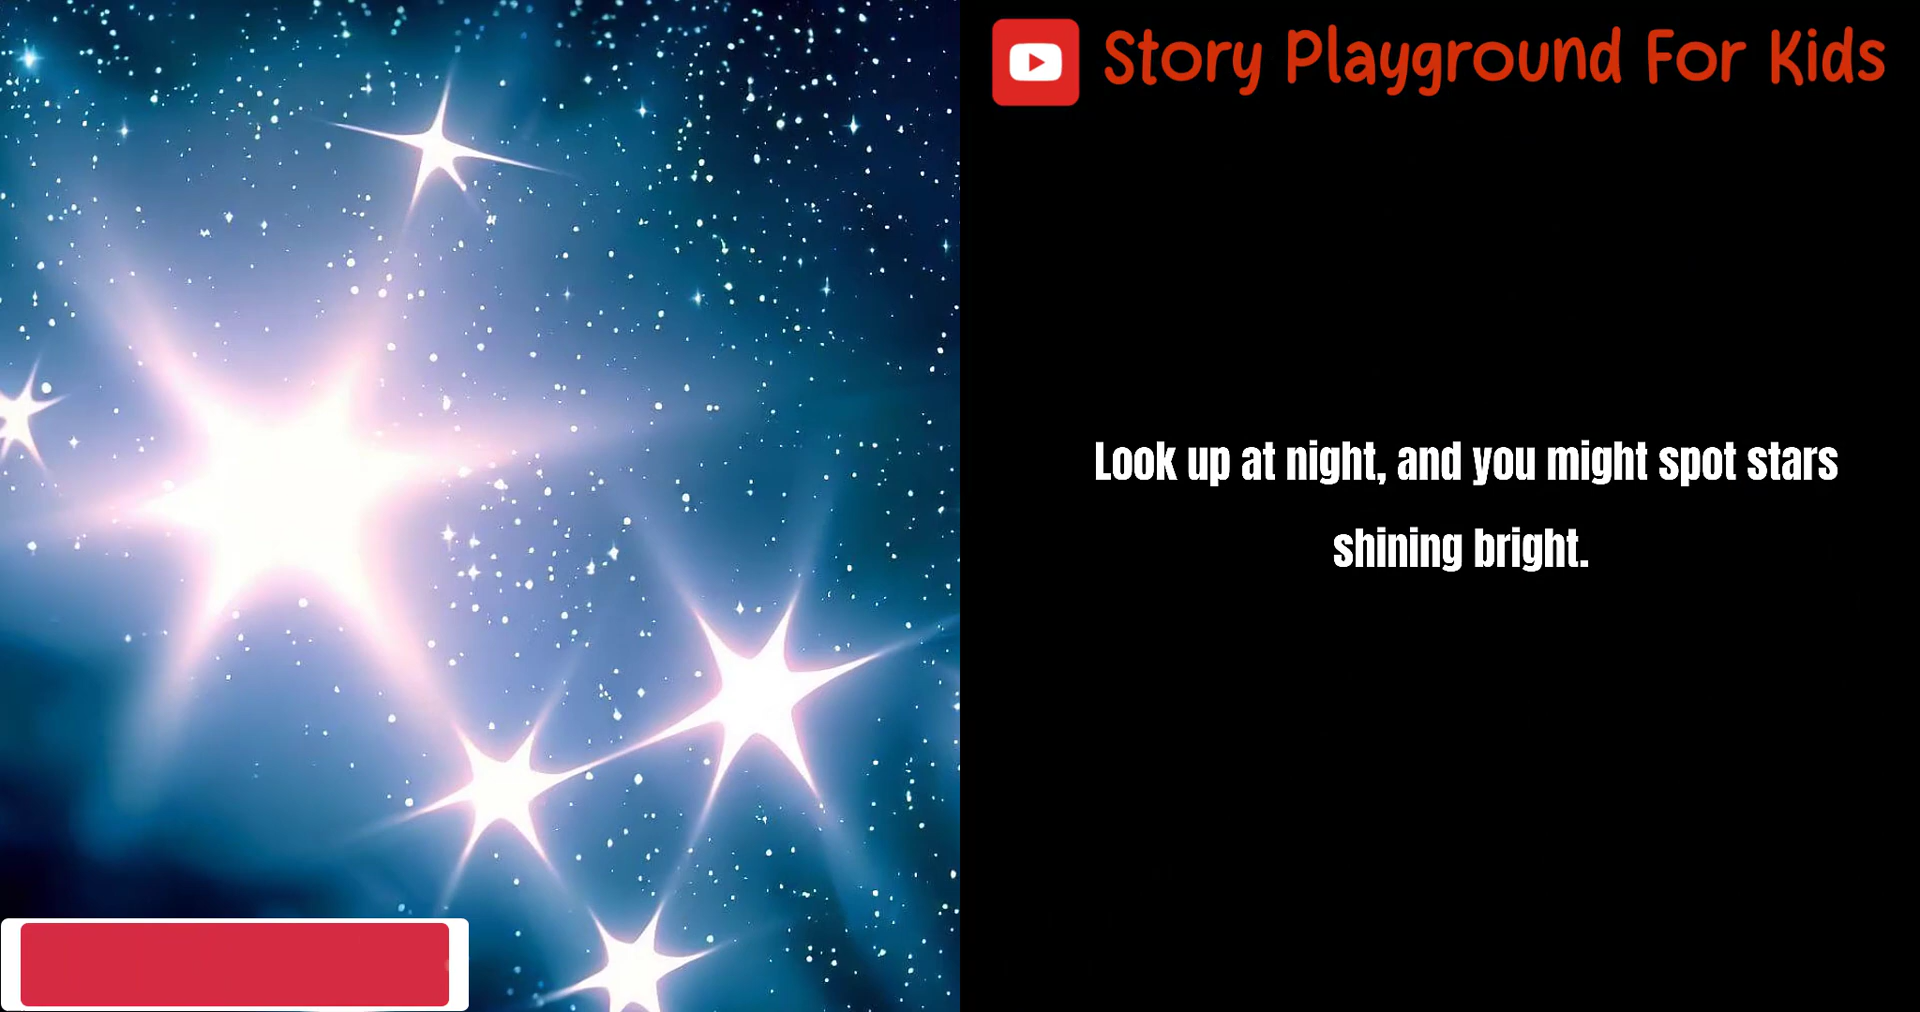 Story Playground For Kids
Look up at night, and you might spot stars
shining bright.